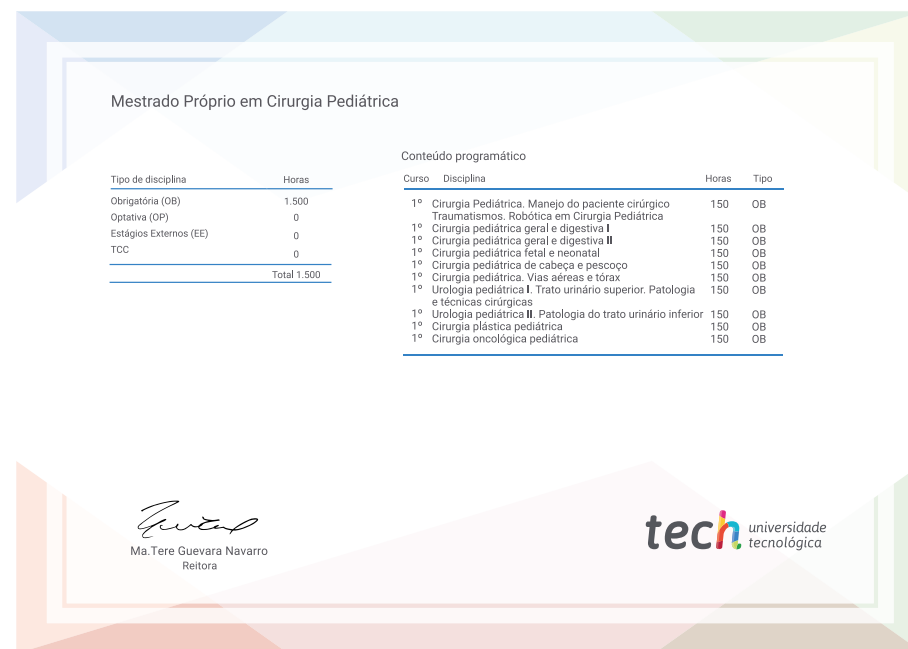 Mestrado Próprio em Cirurgia Pediátrica
Tipo de disciplina Horas
Obrigatória (OB) 1.500
Optativa (OP) 0
Estágios Externos (EE) 0
TCC 0
Total 1.500
Conteúdo programático
Curso Disciplina Horas Tipo
1º Cirurgia Pediátrica. Manejo do paciente cirúrgico 150 OB
Traumatismos. Robótica em Cirurgia Pediátrica
1º Cirurgia pediátrica geral e digestiva I 150 OB
1º Cirurgia pediátrica geral e digestiva II 150 OB
1º Cirurgia pediátrica fetal e neonatal 150 OB
1º Cirurgia pediátrica de cabeça e pescoço 150 OB
1º Cirurgia pediátrica. Vias aéreas e tórax 150 OB
1º Urologia pediátrica I. Trato urinário superior. Patologia 150 OB
e técnicas cirúrgicas
1º Urologia pediátrica II. Patologia do trato urinário inferior 150 OB
1º Cirurgia plástica pediátrica 150 OB
1º Cirurgia oncológica pediátrica 150 OB
Ma.Tere Guevara Navarro
Reitora
tech universidade
tecnológica